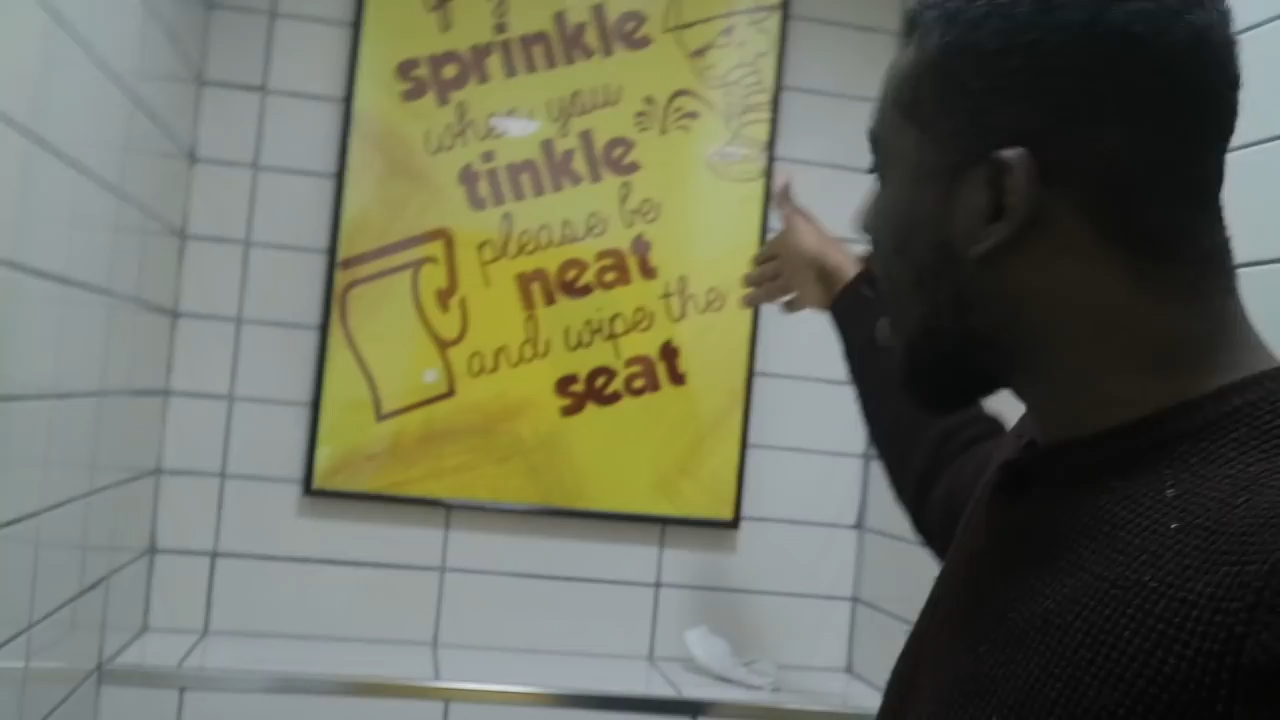 sprinkle
when you
tinkle
please be
neat
and wipe the
seat